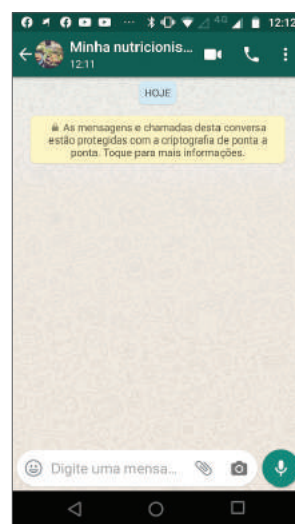 4G 12:12
Minha nutricionis...
12:11
HOJE
As mensagens e chamadas desta conversa
estão protegidas com a criptografia de ponta a
ponta. Toque para mais informações.
Digite uma mensa...